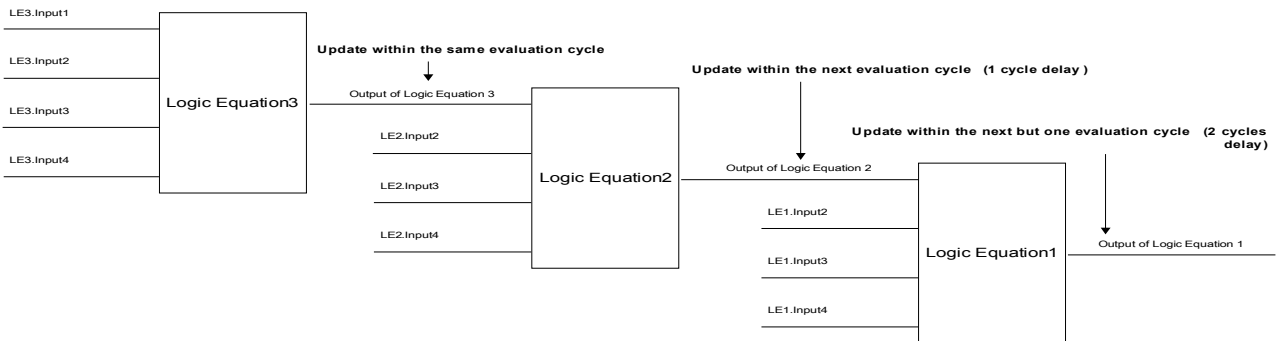 LE3.Input1
LE3.Input2
LE3.Input3
LE3.Input4
Logic Equation3
Update within the same evaluation cycle
Output of Logic Equation 3
LE2.Input2
LE2.Input3
LE2.Input4
Logic Equation2
Update within the next evaluation cycle (1 cycle delay )
Output of Logic Equation 2
LE1.Input2
LE1.Input3
LE1.Input4
Logic Equation1
Update within the next but one evaluation cycle (2 cycles
delay)
Output of Logic Equation 1